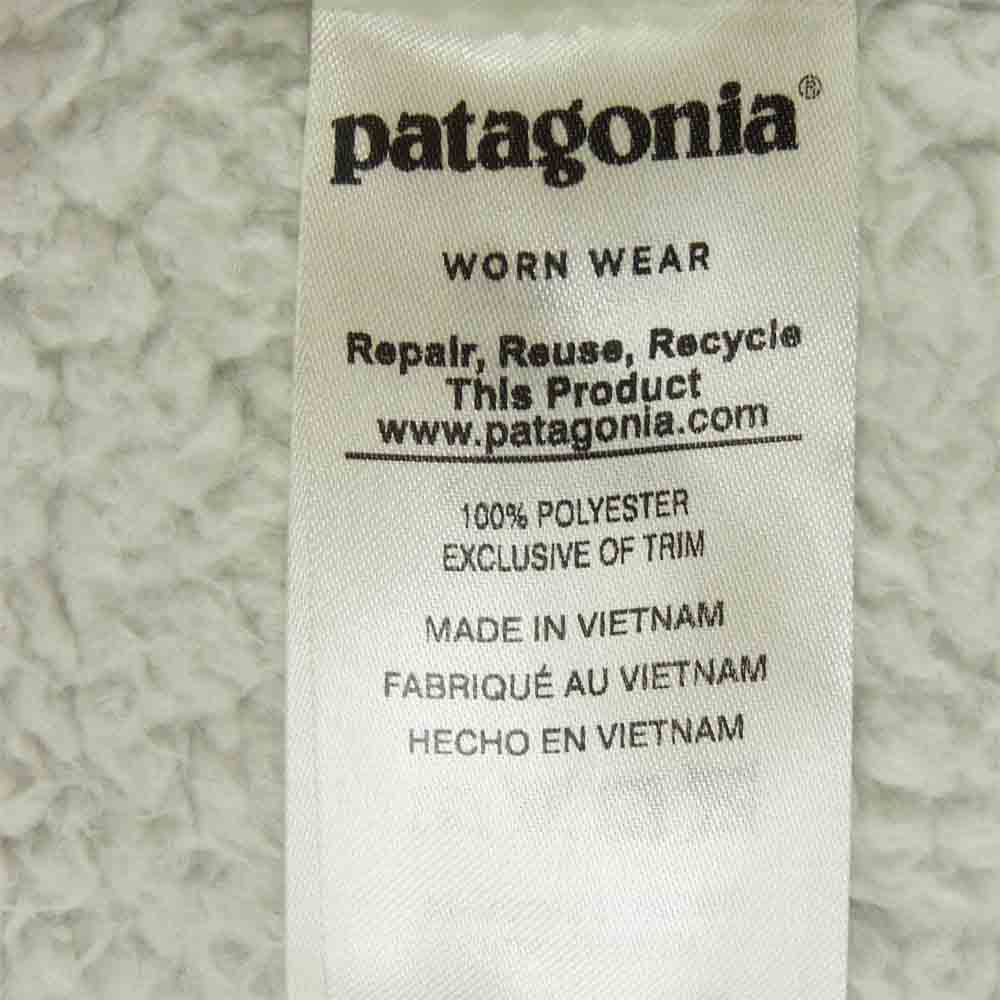 patagonia®
WORN WEAR
Repair, Reuse, Recycle
This Product
www.patagonia.com
100% POLYESTER
EXCLUSIVE OF TRIM
MADE IN VIETNAM
FABRIQUÉ AU VIETNAM
HECHO EN VIETNAM